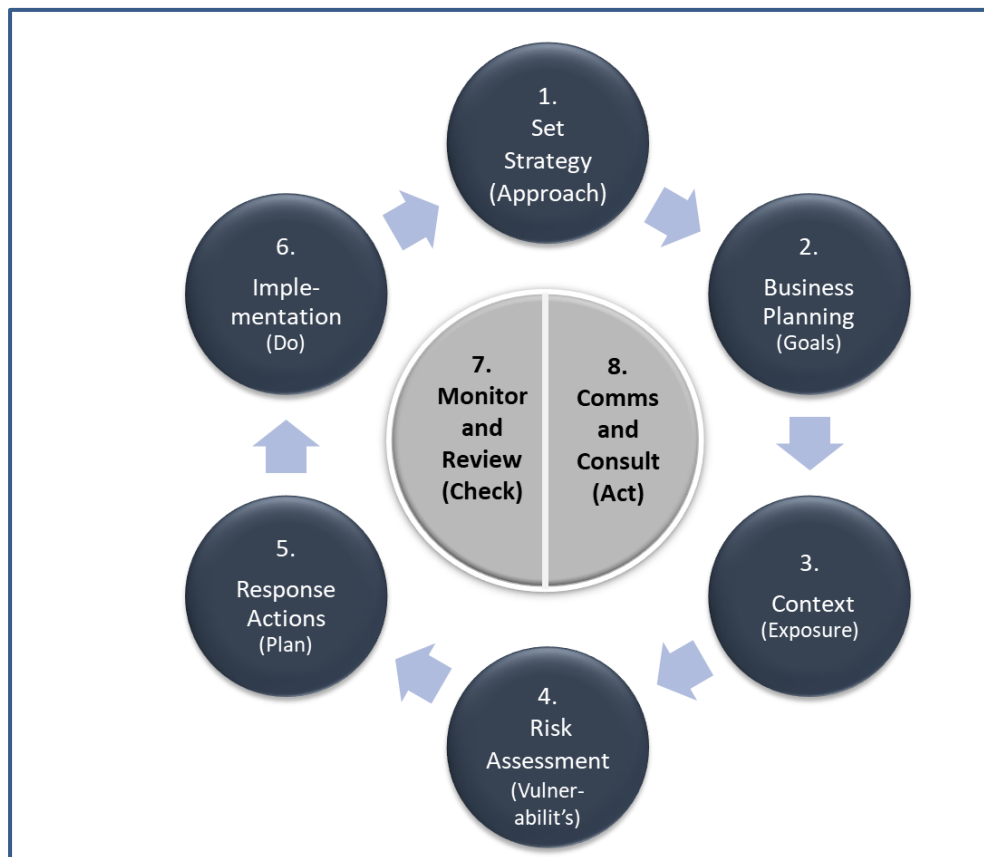 1.
Set
Strategy
(Approach)
2.
Business
Planning
(Goals)
3.
Context
(Exposure)
4.
Risk
Assessment
(Vulner-
abilit’s)
5.
Response
Actions
(Plan)
6.
Imple-
mentation
(Do)
7.
Monitor
and
Review
(Check)
8.
Comms
and
Consult
(Act)